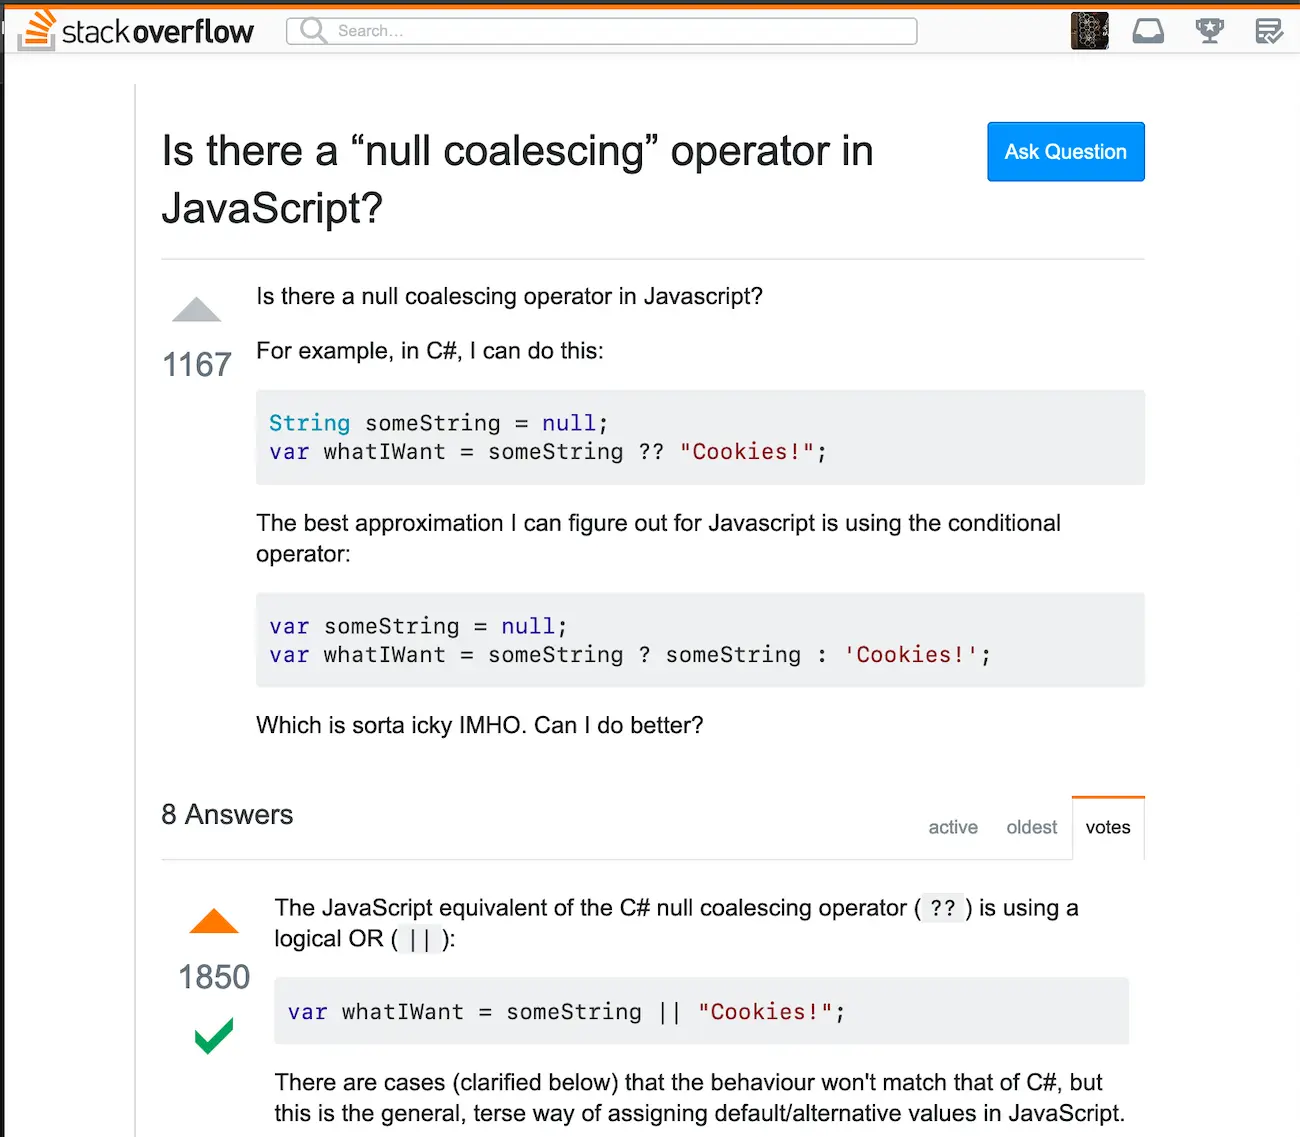 stackoverflow
Search...
Is there a “null coalescing” operator in
JavaScript?
Ask Question
Is there a null coalescing operator in Javascript?
1167
For example, in C#, I can do this:
String someString = null;
var whatIWant = someString ?? "Cookies!";
The best approximation I can figure out for Javascript is using the conditional
operator:
var someString = null;
var whatIWant = someString ? someString : 'Cookies!';
Which is sorta icky IMHO. Can I do better?
8 Answers
active oldest votes
The JavaScript equivalent of the C# null coalescing operator ( ?? ) is using a
logical OR ( || ):
1850
var whatIWant = someString || "Cookies!";
There are cases (clarified below) that the behaviour won't match that of C#, but
this is the general, terse way of assigning default/alternative values in JavaScript.